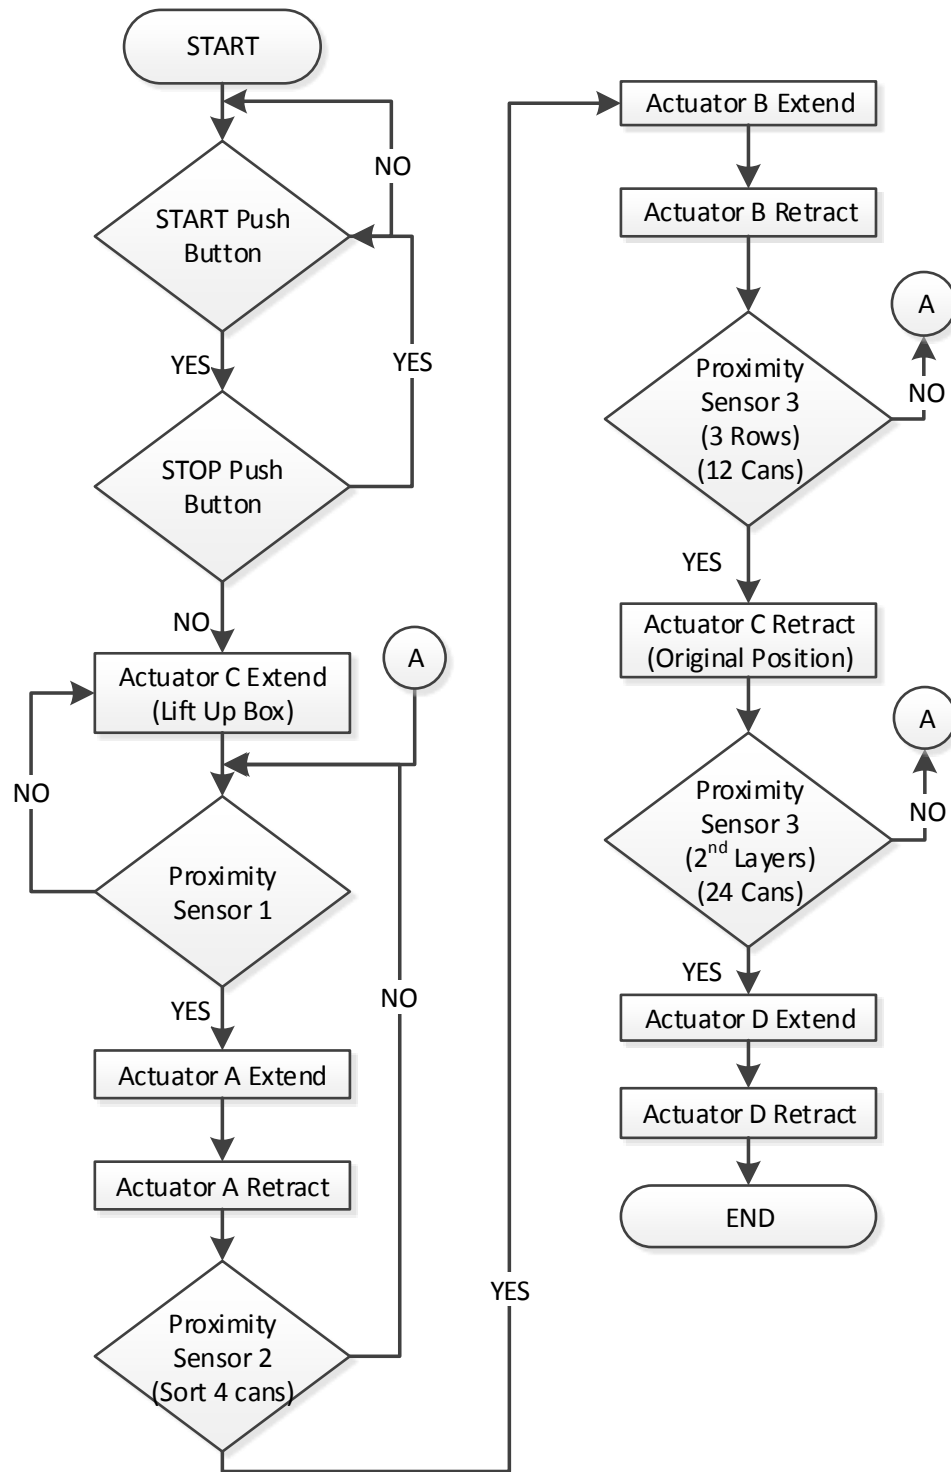 START
NO
START Push
Button
YES
YES
STOP Push
Button
NO
Actuator C Extend
(Lift Up Box)
A
NO
Proximity
Sensor 1
YES
NO
Actuator A Extend
Actuator A Retract
Proximity
Sensor 2
(Sort 4 cans)
YES
Actuator B Extend
Actuator B Retract
A
Proximity
Sensor 3
(3 Rows)
(12 Cans)
NO
YES
Actuator C Retract
(Original Position)
A
Proximity
Sensor 3
(2nd Layers)
(24 Cans)
NO
YES
Actuator D Extend
Actuator D Retract
END